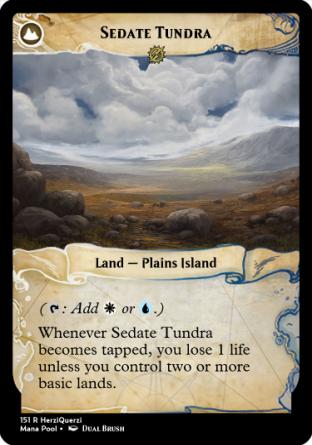 SEDATE TUNDRA
Land — Plains Island
( : Add or .)
Whenever Sedate Tundra
becomes tapped, you lose 1 life
unless you control two or more
basic lands.
151 R HerziQuerzi
Mana Pool • DUAL BRUSH